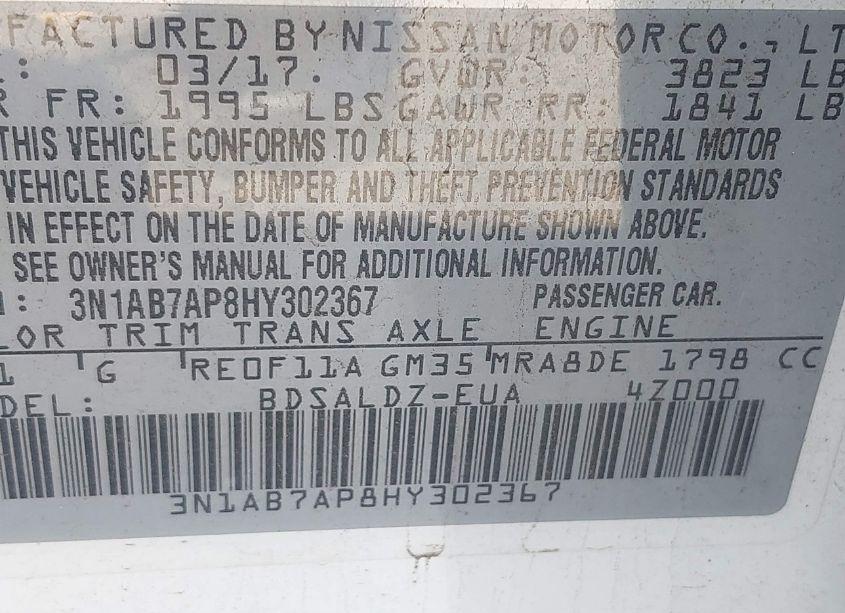 FACTURED BY NISSAN MOTOR CO., LT
L: 03/17. GVWR: 3823 LB
R FR: 1995 LBS GAWR RR: 1841 LB
THIS VEHICLE CONFORMS TO ALL APPLICABLE FEDERAL MOTOR
VEHICLE SAFETY, BUMPER AND THEFT PREVENTION STANDARDS
IN EFFECT ON THE DATE OF MANUFACTURE SHOWN ABOVE.
SEE OWNER'S MANUAL FOR ADDITIONAL INFORMATION.
: 3N1AB7AP8HY302367 PASSENGER CAR.
LOR TRIM TRANS AXLE ENGINE
1 G RE0F11A GM35 MRA8DE 1798 CC
DEL: BDSALDZ-EUA 4Z000
3N1AB7AP8HY302367